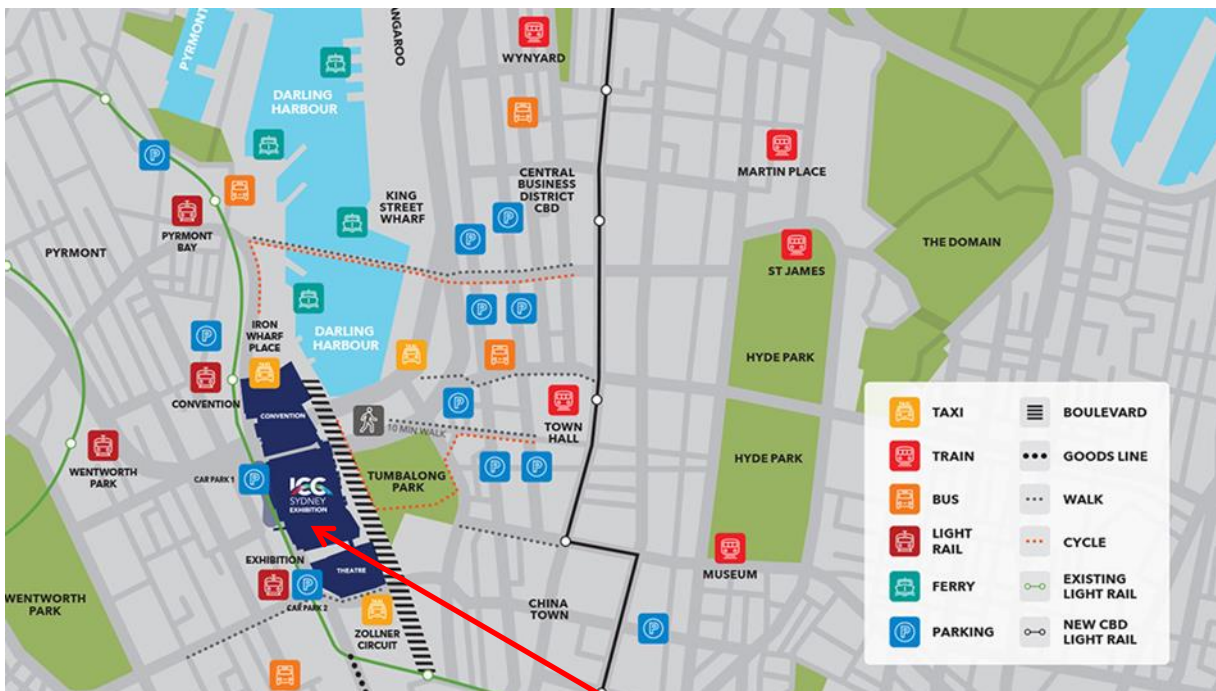 PYRMONT
DARLING
HARBOUR
ANGAROO
WYNYARD
CENTRAL
BUSINESS
DISTRICT
CBD
MARTIN PLACE
KING
STREET
WHARF
PYRMONT
PYRMONT
BAY
ST JAMES
THE DOMAIN
IRON
WHARF
PLACE
DARLING
HARBOUR
HYDE PARK
CONVENTION
CONVENTION
10 MIN WALK
TOWN
HALL
WENTWORTH
PARK
CAR PARK 1
ICC
SYDNEY
EXHIBITION
TUMBALONG
PARK
HYDE PARK
EXHIBITION
THEATRE
MUSEUM
WENTWORTH
PARK
CAR PARK 2
CHINA
TOWN
ZOLLNER
CIRCUIT
P
P
P
P
P
P
P
P
P
P
P
P
TAXI
TRAIN
BUS
LIGHT
RAIL
FERRY
P PARKING
BOULEVARD
GOODS LINE
WALK
CYCLE
EXISTING
LIGHT RAIL
NEW CBD
LIGHT RAIL